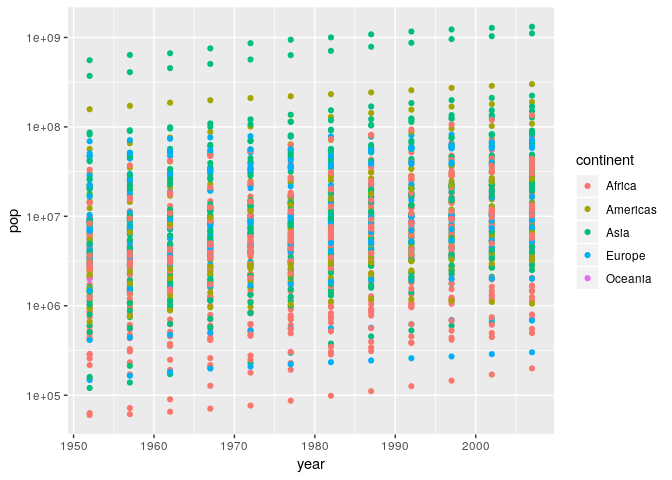 1e+09
1e+08
1e+07
1e+06
1e+05
pop
1950
1960
1970
1980
1990
2000
year
continent
Africa
Americas
Asia
Europe
Oceania